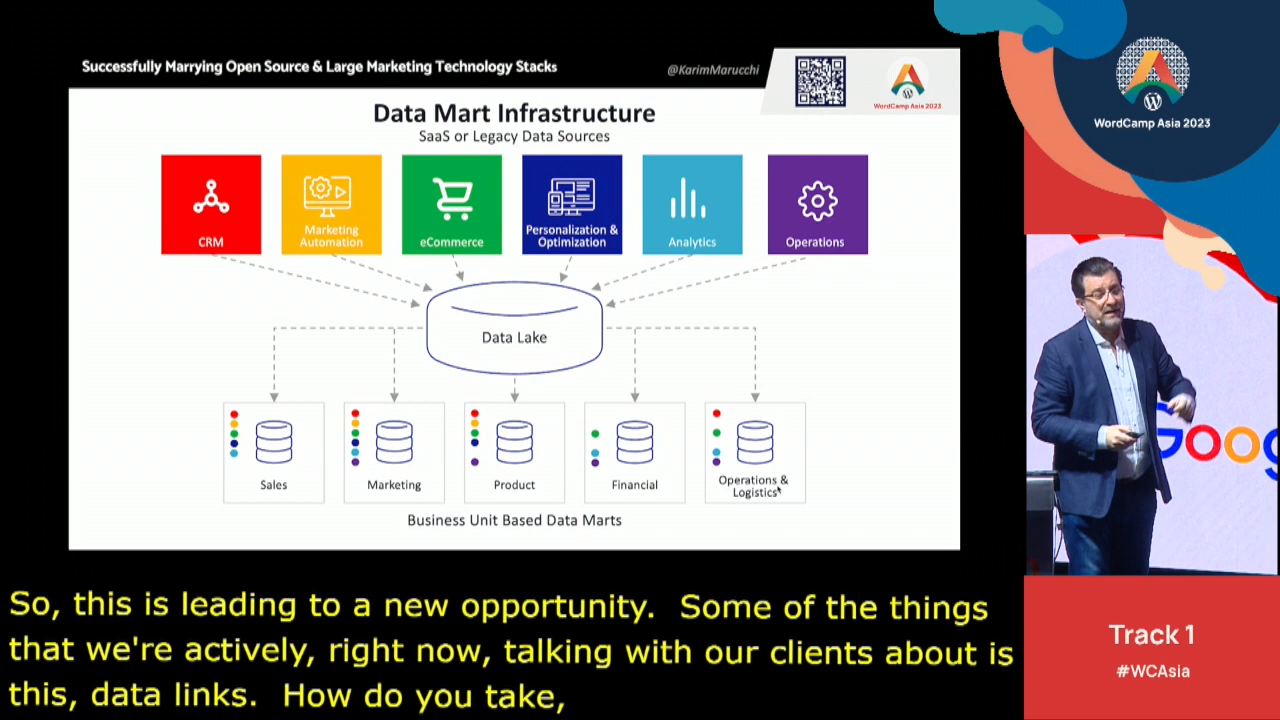 Successfully Marrying Open Source & Large Marketing Technology Stacks
@KarimMarucchi
WordCamp Asia 2023
WordCamp Asia 2023
Data Mart Infrastructure
SaaS or Legacy Data Sources
CRM
Marketing
Automation
eCommerce
Personalization &
Optimization
Analytics
Operations
Data Lake
Sales
Marketing
Product
Financial
Operations &
Logistics
Business Unit Based Data Marts
Goog
So, this is leading to a new opportunity. Some of the things
that we're actively, right now, talking with our clients about is
this, data links. How do you take,
Track 1
#WCAsia